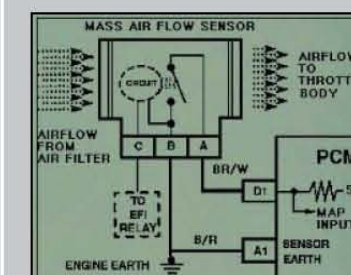 MASS AIR FLOW SENSOR
CIRCUIT
AIRFLOW
TO
THROTT
BODY
AIRFLOW
FROM
AIR FILTER
C B A
BR/W
PCM
D1
5
MAP
INPUT
TO
EFI
RELAY
B/R
A1
SENSOR
EARTH
ENGINE EARTH